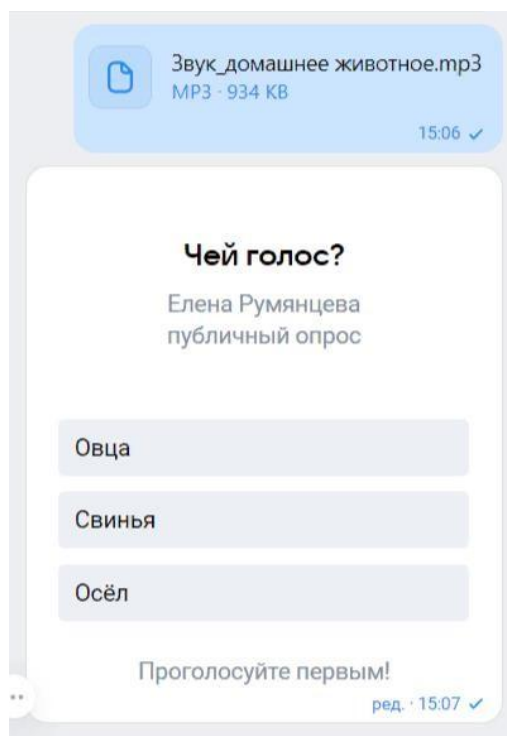 Звук_домашнее животное.mp3
MP3 · 934 KB
15:06
Чей голос?
Елена Румянцева
публичный опрос
Овца
Свинья
Осёл
Проголосуйте первым!
ред. · 15:07